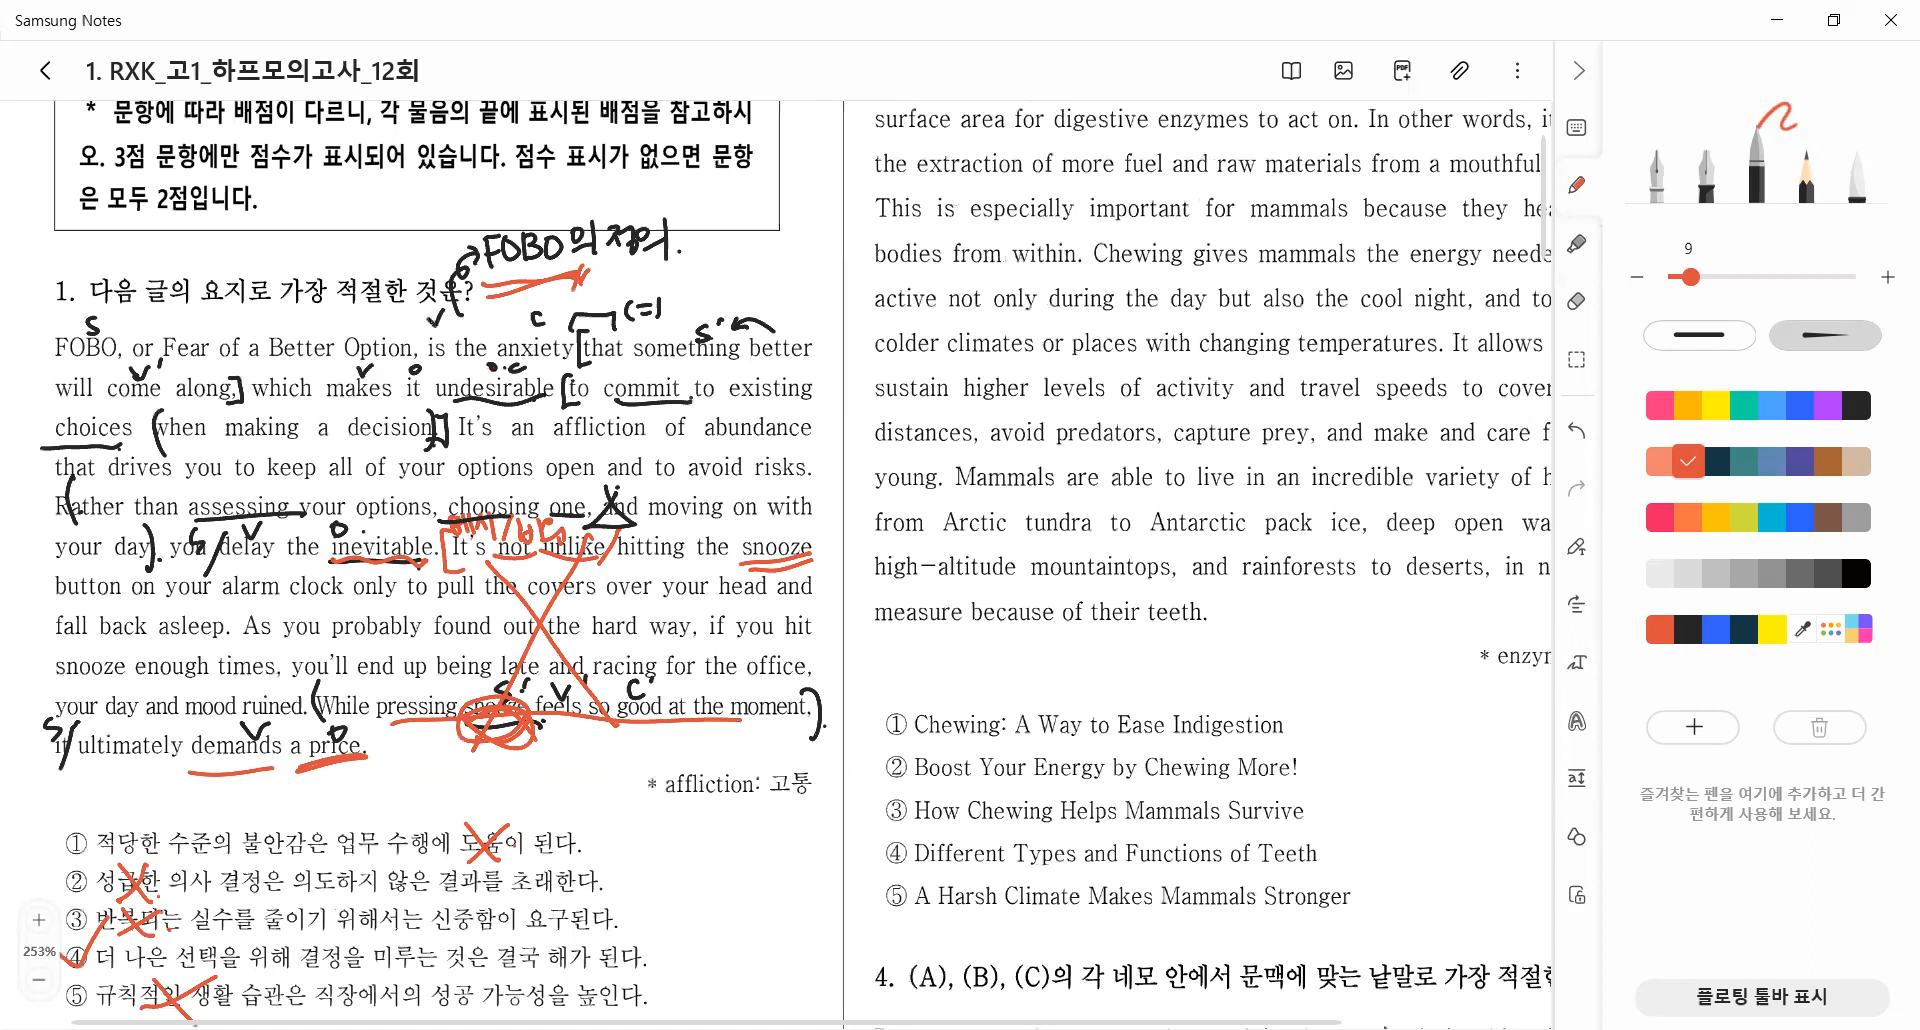 Samsung Notes
1. RXK_고1_하프모의고사_12회
* 문항에 따라 배점이 다르니, 각 물음의 끝에 표시된 배점을 참고하시
오. 3점 문항에만 점수가 표시되어 있습니다. 점수 표시가 없으면 문항
은 모두 2점입니다.
FOBO의 정의.
1. 다음 글의 요지로 가장 적절한 것은?
S V C (=) S'
FOBO, or Fear of a Better Option, is the anxiety [that something better
V' V O O.C
will come along,] which makes it undesirable [to commit to existing
choices (when making a decision)] It's an affliction of abundance
that drives you to keep all of your options open and to avoid risks.
(Rather than assessing your options, choosing one, and moving on with
S V O
your day). you delay the inevitable. [It's not unlike hitting the snooze
button on your alarm clock only to pull the covers over your head and
fall back asleep. As you probably found out the hard way, if you hit
snooze enough times, you'll end up being late and racing for the office,
S' V' C'
your day and mood ruined. (While pressing snooze feels so good at the moment,).
S V O
it ultimately demands a price.
* affliction: 고통
① 적당한 수준의 불안감은 업무 수행에 도움이 된다.
② 성급한 의사 결정은 의도하지 않은 결과를 초래한다.
③ 반복되는 실수를 줄이기 위해서는 신중함이 요구된다.
④ 더 나은 선택을 위해 결정을 미루는 것은 결국 해가 된다.
⑤ 규칙적인 생활 습관은 직장에서의 성공 가능성을 높인다.
253%
surface area for digestive enzymes to act on. In other words, i
the extraction of more fuel and raw materials from a mouthful
This is especially important for mammals because they hea
bodies from within. Chewing gives mammals the energy neede
active not only during the day but also the cool night, and to
colder climates or places with changing temperatures. It allows
sustain higher levels of activity and travel speeds to cover
distances, avoid predators, capture prey, and make and care f
young. Mammals are able to live in an incredible variety of h
from Arctic tundra to Antarctic pack ice, deep open wa
high-altitude mountaintops, and rainforests to deserts, in n
measure because of their teeth.
* enzym
① Chewing: A Way to Ease Indigestion
② Boost Your Energy by Chewing More!
③ How Chewing Helps Mammals Survive
④ Different Types and Functions of Teeth
⑤ A Harsh Climate Makes Mammals Stronger
4. (A), (B), (C)의 각 네모 안에서 문맥에 맞는 낱말로 가장 적절한
9
즐겨찾는 펜을 여기에 추가하고 더 간
편하게 사용해 보세요.
플로팅 툴바 표시